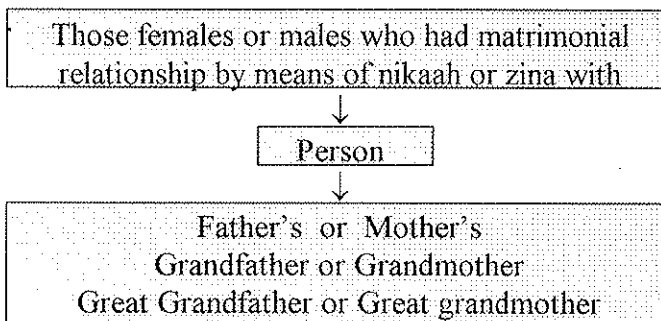 Those females or males who had matrimonial
relationship by means of nikaah or zina with
↓
Person
↓
Father's or Mother's
Grandfather or Grandmother
Great Grandfather or Great grandmother